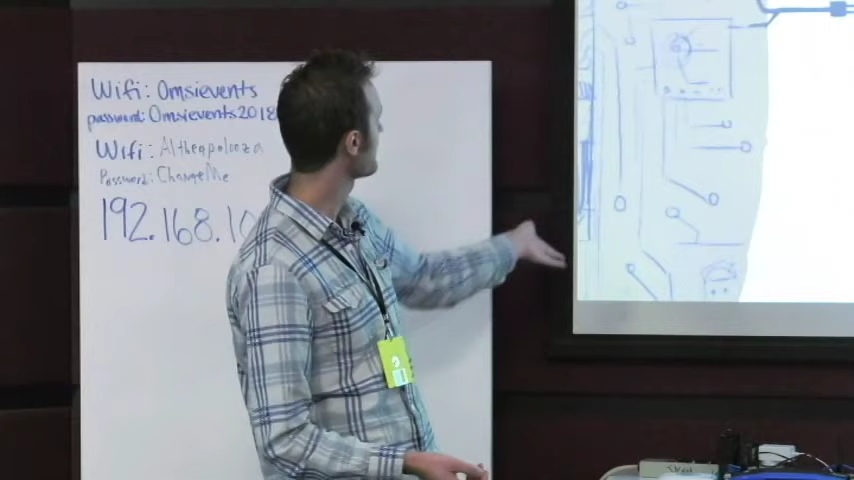 Wifi: Omsievents
password: Omsievents2018
Wifi: Altheapalooza
Password: ChangeMe
192.168.10